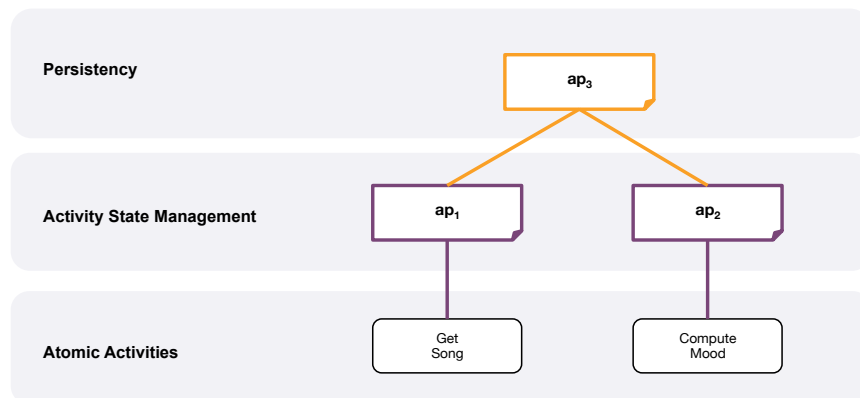 Persistency
ap₃
Activity State Management
ap₁
ap₂
Atomic Activities
Get
Song
Compute
Mood